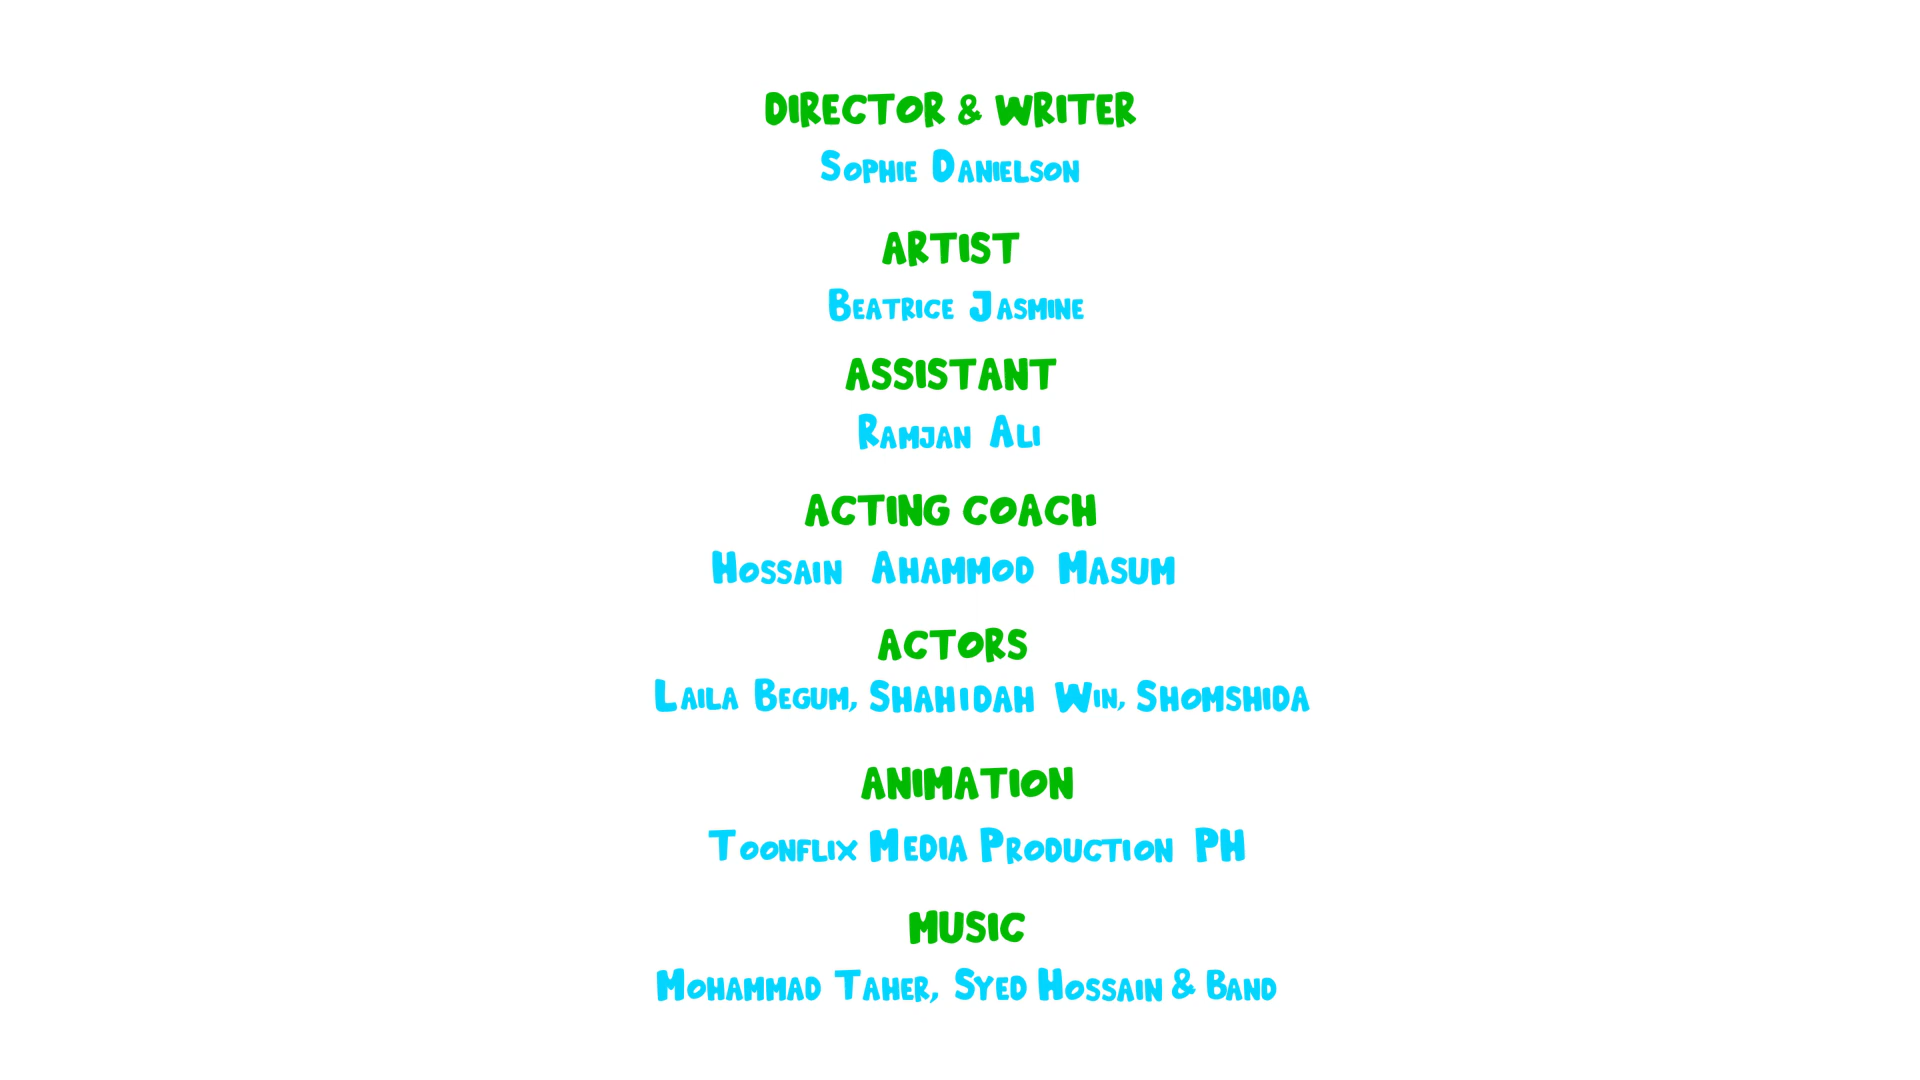 DIRECTOR & WRITER
SOPHIE DANIELSON
ARTIST
BEATRICE JASMINE
ASSISTANT
RAMJAN ALI
ACTING COACH
HOSSAIN AHAMMOD MASUM
ACTORS
LAILA BEGUM, SHAHIDAH WIN, SHOMSHIDA
ANIMATION
TOONFLIX MEDIA PRODUCTION PH
MUSIC
MOHAMMAD TAHER, SYED HOSSAIN & BAND